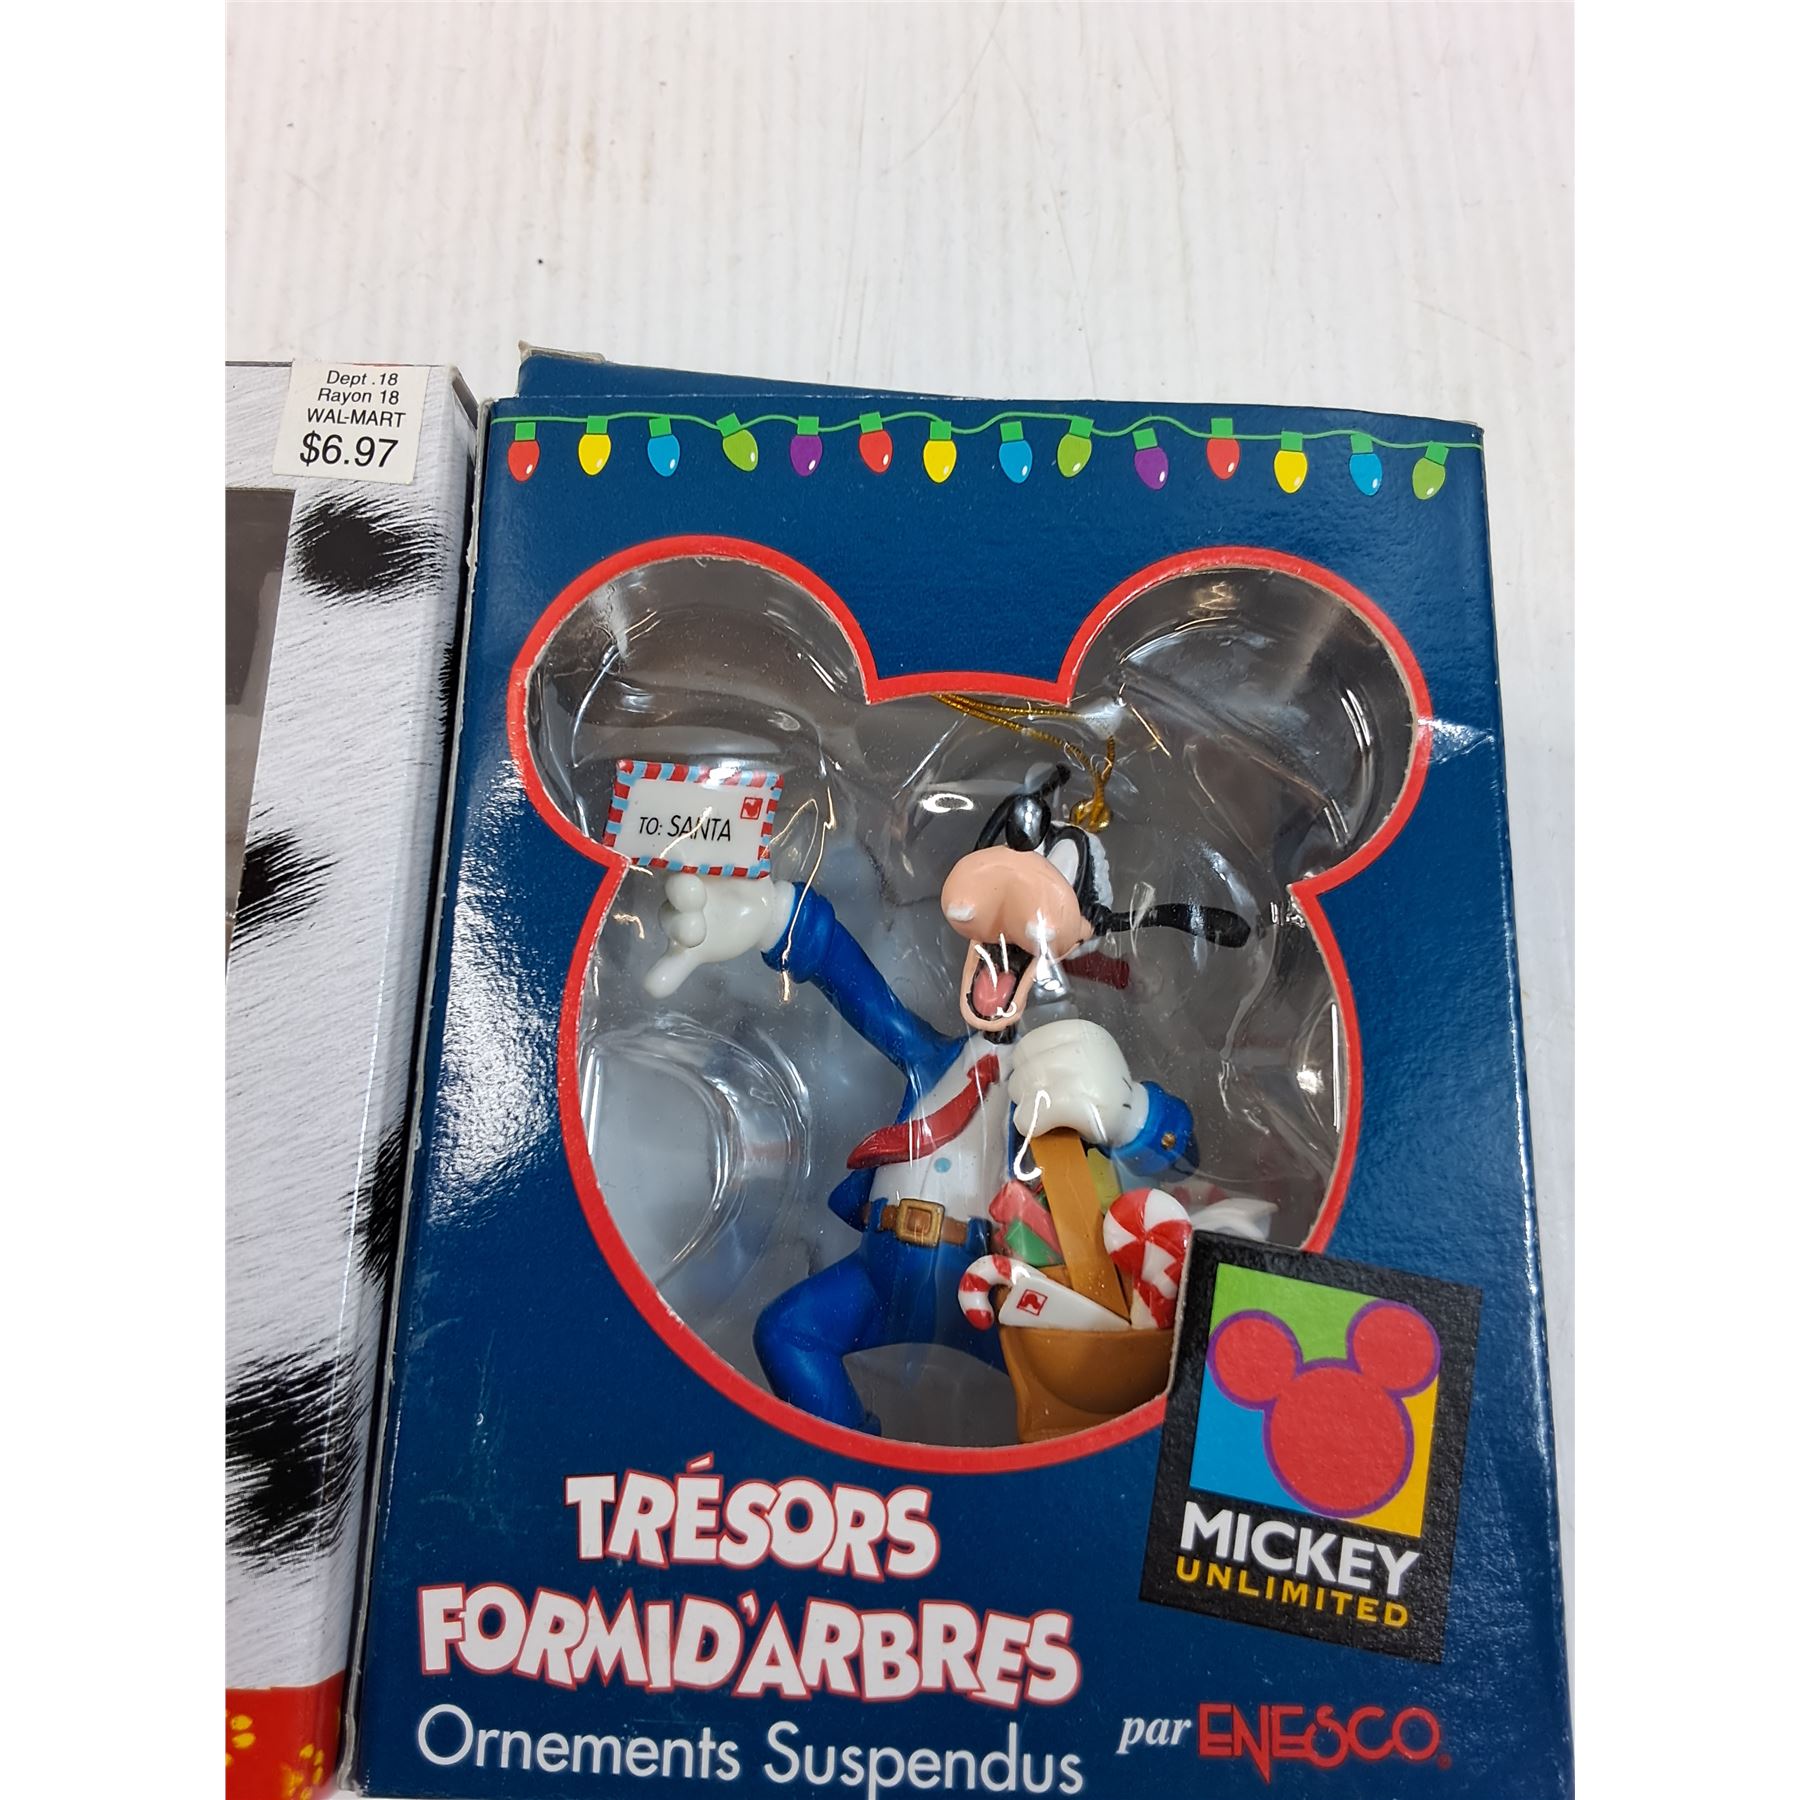 Dept .18
Rayon 18
WAL-MART
$6.97
TO: SANTA
MICKEY
UNLIMITED
TRÉSORS
FORMID'ARBRES
Ornements Suspendus
par ENESCO®